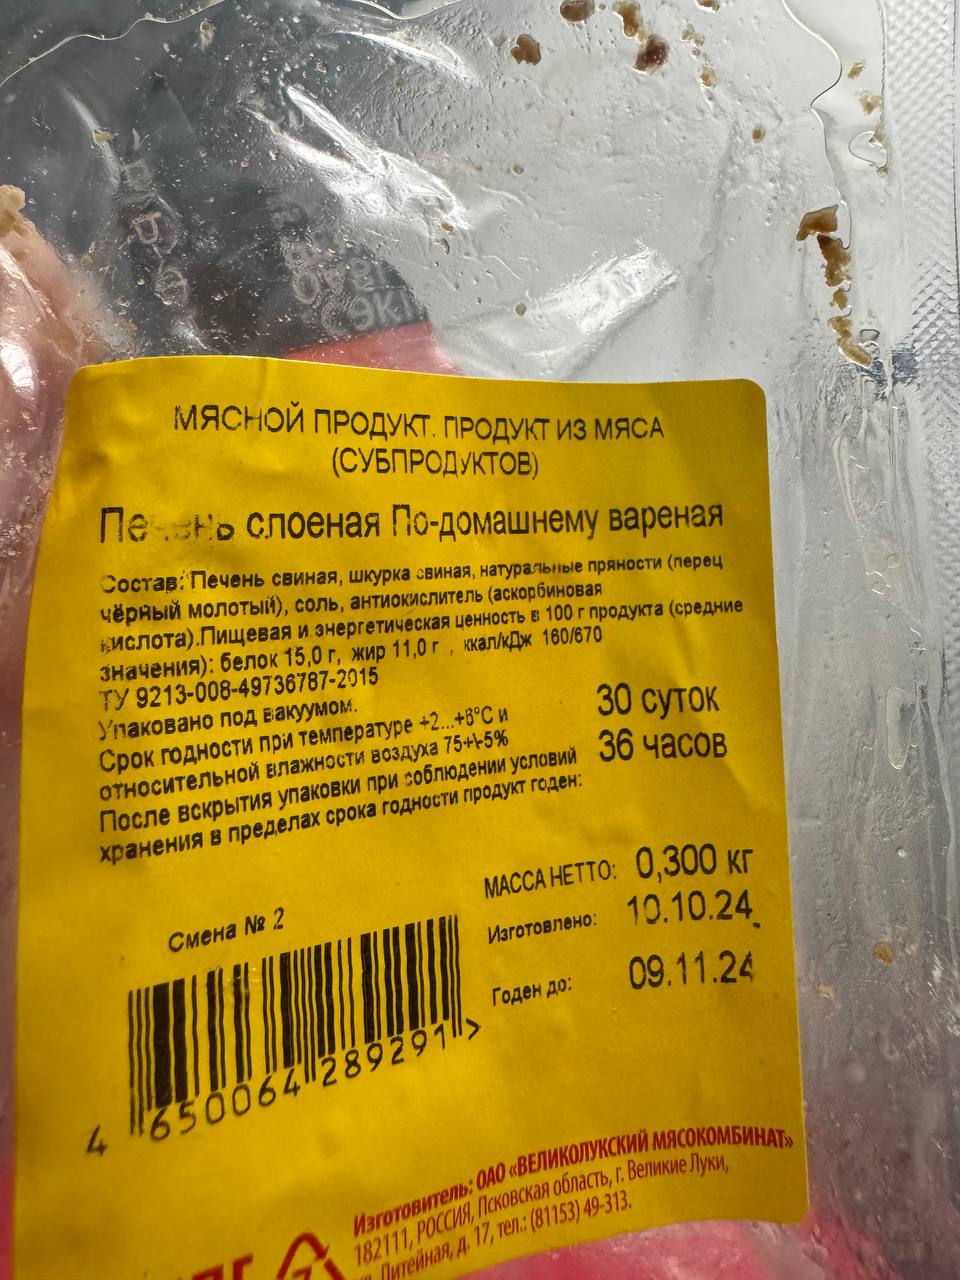 МЯСНОЙ ПРОДУКТ. ПРОДУКТ ИЗ МЯСА
(СУБПРОДУКТОВ)
Печень слоеная По-домашнему вареная
Состав: Печень свиная, шкурка свиная, натуральные пряности (перец
чёрный молотый), соль, антиокислитель (аскорбиновая
кислота).Пищевая и энергетическая ценность в 100 г продукта (средние
значения): белок 15,0 г, жир 11,0 г , ккал/кДж 160/670
ТУ 9213-008-49736787-2015
Упаковано под вакуумом.
Срок годности при температуре +2...+6°С и
относительной влажности воздуха 75+\-5%
30 суток
После вскрытия упаковки при соблюдении условий
хранения в пределах срока годности продукт годен:
36 часов
МАССА НЕТТО: 0,300 кг
Изготовлено: 10.10.24
Годен до: 09.11.24
Смена № 2
4 650064 289291 >
Изготовитель: ОАО «ВЕЛИКОЛУКСКИЙ МЯСОКОМБИНАТ»
182111, РОССИЯ, Псковская область, г. Великие Луки,
Литейная, д. 17, тел.: (81153) 49-313.